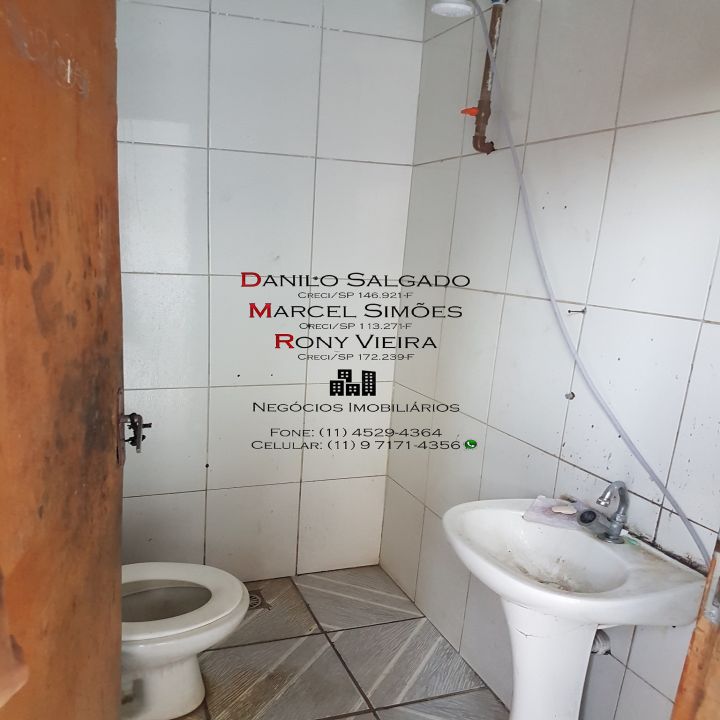 Danilo Salgado
Creci/SP 146.921-F
Marcel Simões
Oreci/SP 113.271-F
Rony Vieira
Creci/SP 172.239-F
Negócios Imobiliários
Fone: (11) 4529-4364
Celular: (11) 9 7171-4356